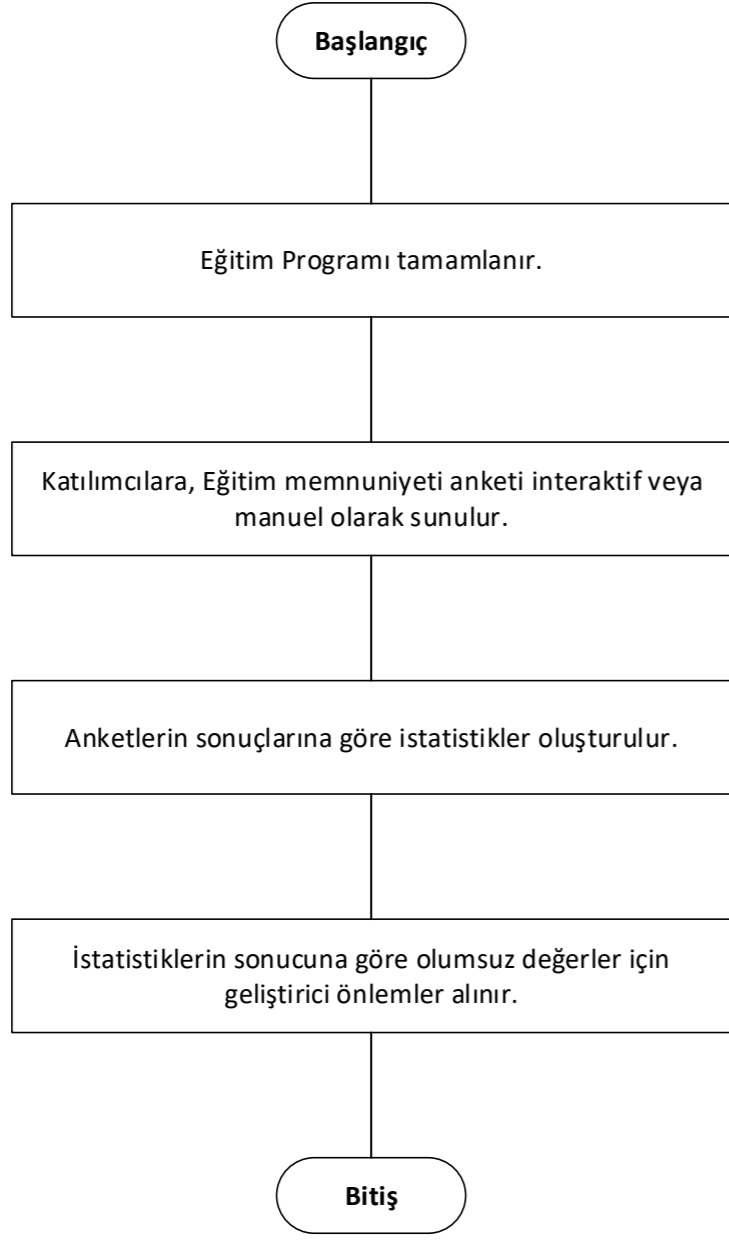 Başlangıç
Eğitim Programı tamamlanır.
Katılımcılara, Eğitim memnuniyeti anketi interaktif veya
manuel olarak sunulur.
Anketlerin sonuçlarına göre istatistikler oluşturulur.
İstatistiklerin sonucuna göre olumsuz değerler için
geliştirici önlemler alınır.
Bitiş